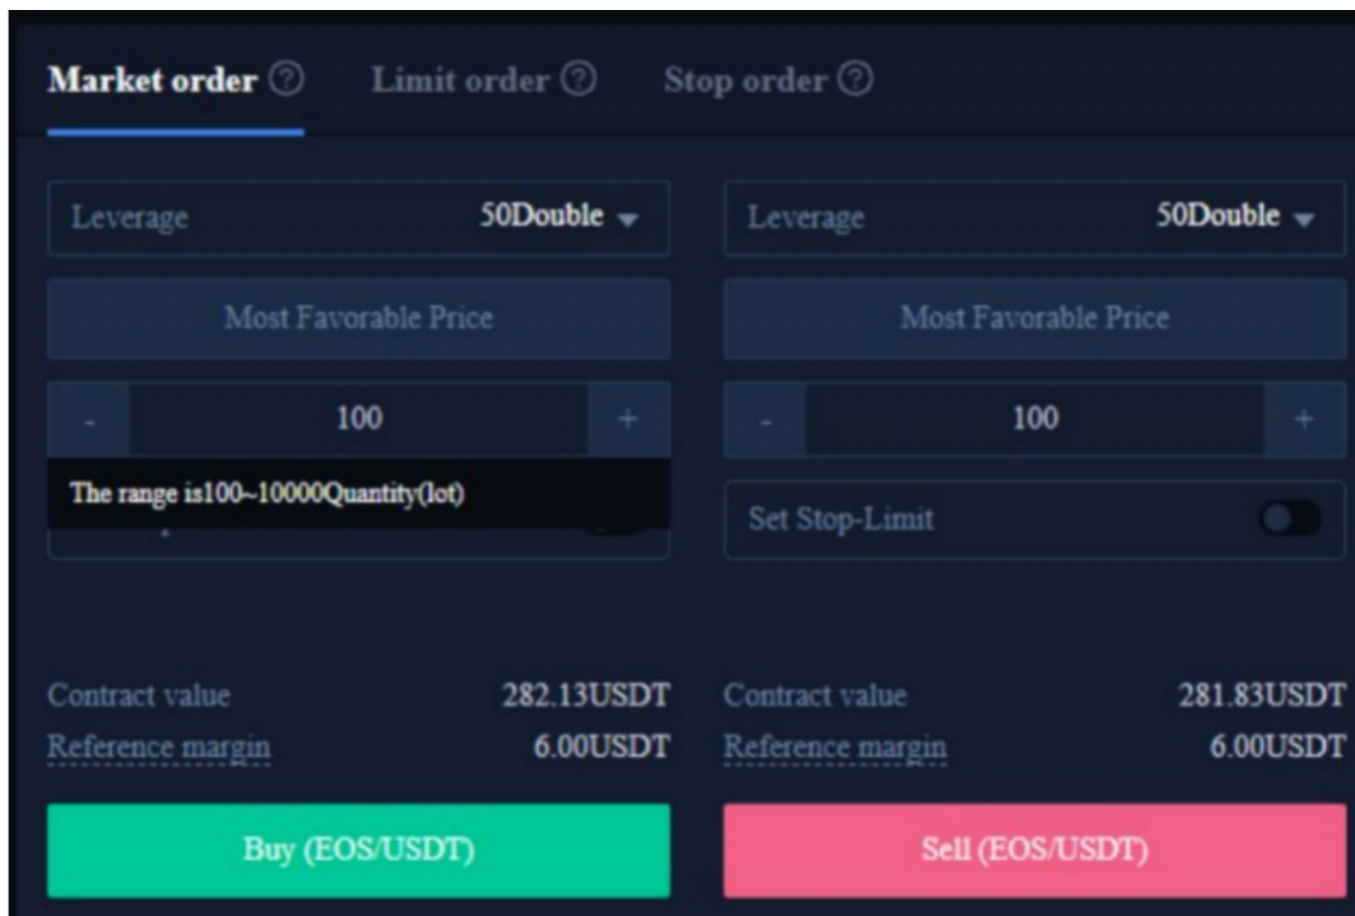 Market order ? Limit order ? Stop order ?
Leverage 50Double
Leverage 50Double
Most Favorable Price
Most Favorable Price
- 100 +
- 100 +
The range is100~10000Quantity(lot)
Set Stop-Limit
Contract value 282.13USDT
Reference margin 6.00USDT
Contract value 281.83USDT
Reference margin 6.00USDT
Buy (EOS/USDT)
Sell (EOS/USDT)